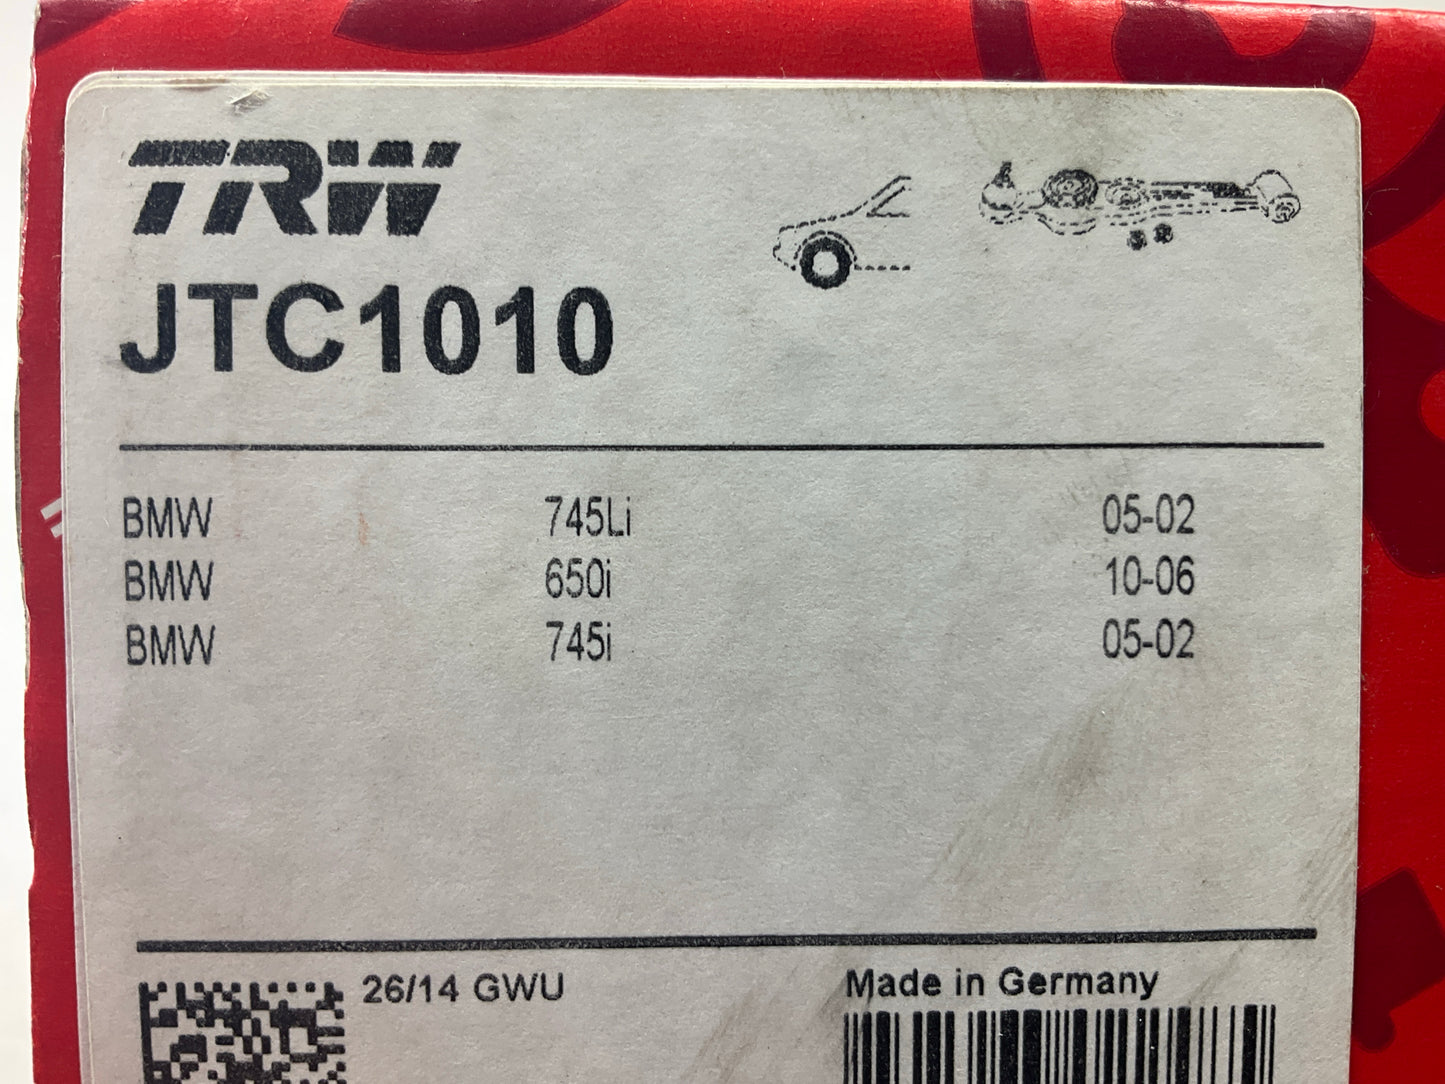 TRW
JTC1010
BMW 745Li 05-02
BMW 650i 10-06
BMW 745i 05-02
26/14 GWU
Made in Germany